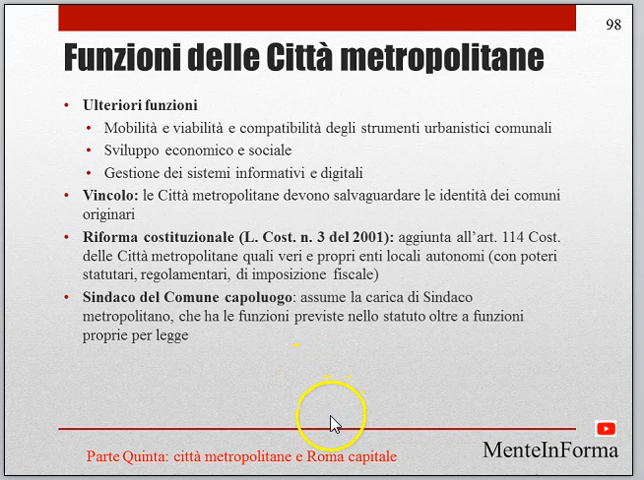 98
Funzioni delle Città metropolitane
• Ulteriori funzioni
• Mobilità e viabilità e compatibilità degli strumenti urbanistici comunali
• Sviluppo economico e sociale
• Gestione dei sistemi informativi e digitali
• Vincolo: le Città metropolitane devono salvaguardare le identità dei comuni
originari
• Riforma costituzionale (L. Cost. n. 3 del 2001): aggiunta all'art. 114 Cost.
delle Città metropolitane quali veri e propri enti locali autonomi (con poteri
statutari, regolamentari, di imposizione fiscale)
• Sindaco del Comune capoluogo: assume la carica di Sindaco
metropolitano, che ha le funzioni previste nello statuto oltre a funzioni
proprie per legge
Parte Quinta: città metropolitane e Roma capitale
MenteInForma